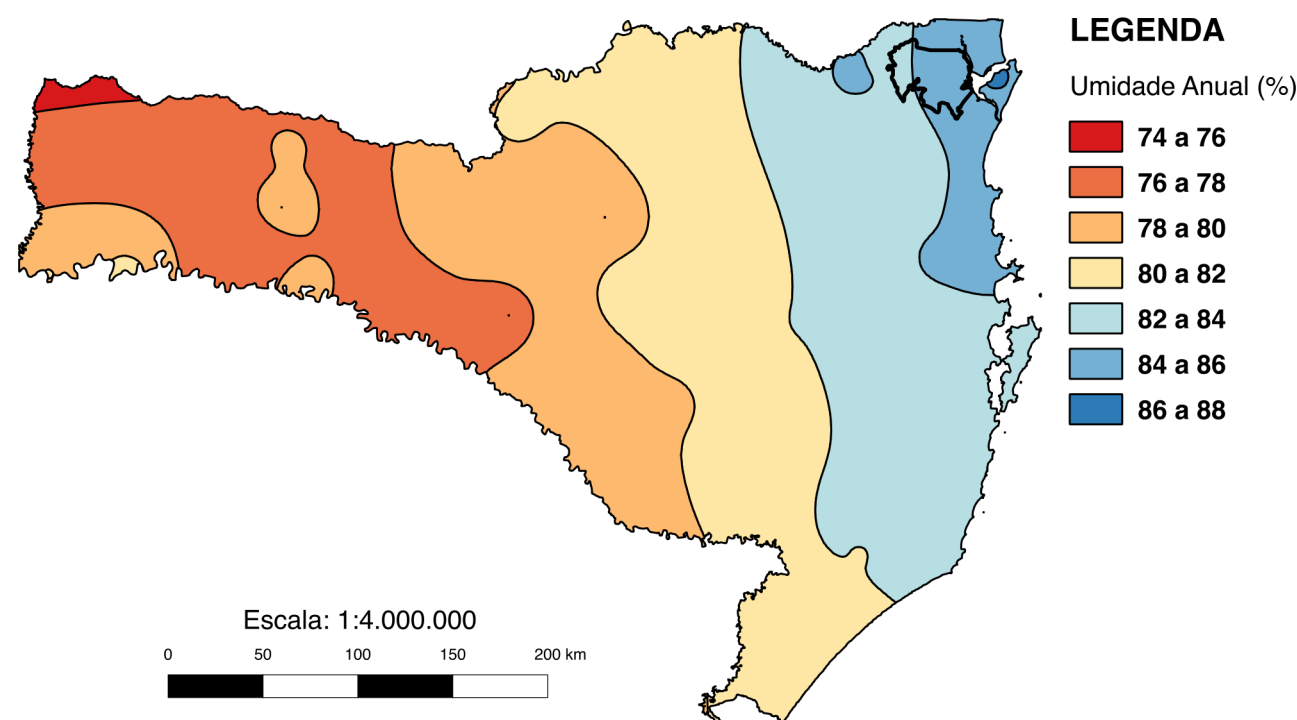 LEGENDA
Umidade Anual (%)
74 a 76
76 a 78
78 a 80
80 a 82
82 a 84
84 a 86
86 a 88
Escala: 1:4.000.000
0 50 100 150 200 km